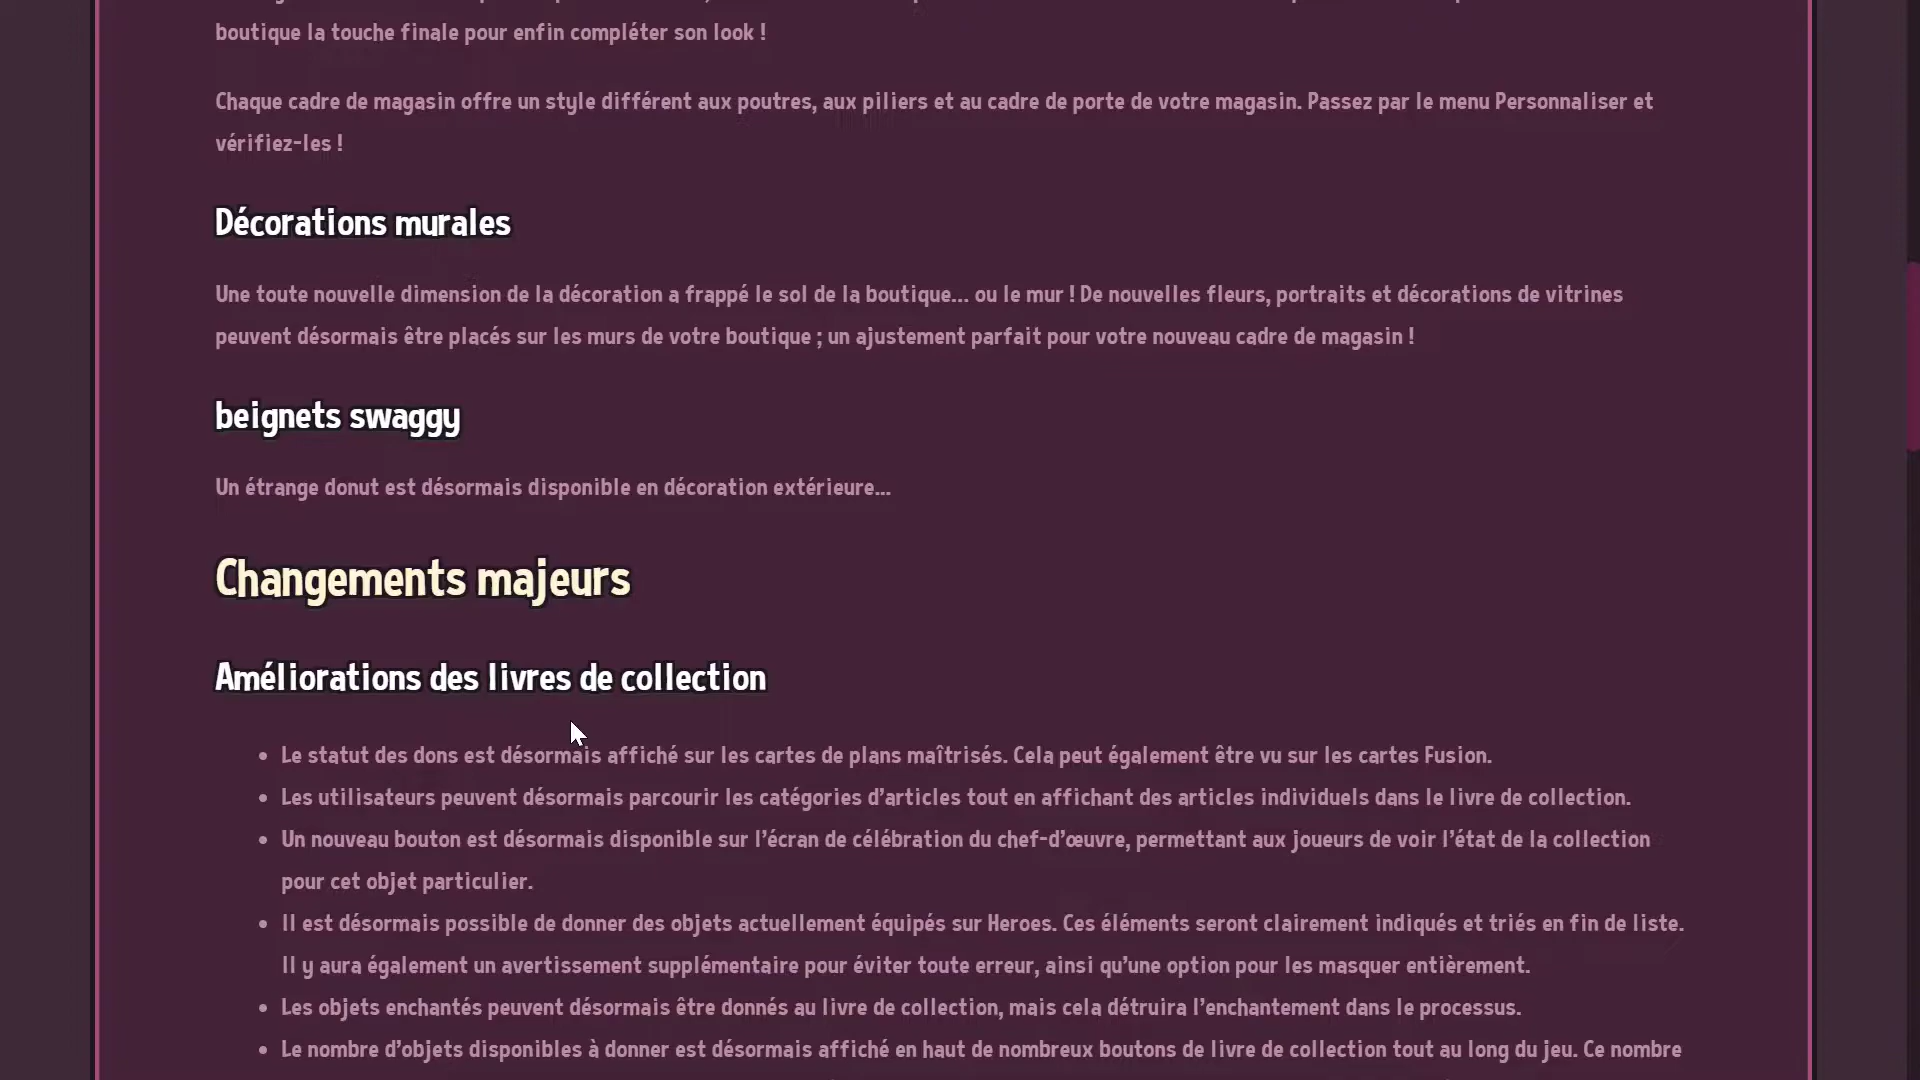 boutique la touche finale pour enfin compléter son look !
Chaque cadre de magasin offre un style différent aux poutres, aux piliers et au cadre de porte de votre magasin. Passez par le menu Personnaliser et
vérifiez-les !
Décorations murales
Une toute nouvelle dimension de la décoration a frappé le sol de la boutique... ou le mur ! De nouvelles fleurs, portraits et décorations de vitrines
peuvent désormais être placés sur les murs de votre boutique ; un ajustement parfait pour votre nouveau cadre de magasin !
beignets swaggy
Un étrange donut est désormais disponible en décoration extérieure...
Changements majeurs
Améliorations des livres de collection
• Le statut des dons est désormais affiché sur les cartes de plans maîtrisés. Cela peut également être vu sur les cartes Fusion.
• Les utilisateurs peuvent désormais parcourir les catégories d'articles tout en affichant des articles individuels dans le livre de collection.
• Un nouveau bouton est désormais disponible sur l'écran de célébration du chef-d'œuvre, permettant aux joueurs de voir l'état de la collection
pour cet objet particulier.
• Il est désormais possible de donner des objets actuellement équipés sur Heroes. Ces éléments seront clairement indiqués et triés en fin de liste.
Il y aura également un avertissement supplémentaire pour éviter toute erreur, ainsi qu'une option pour les masquer entièrement.
• Les objets enchantés peuvent désormais être donnés au livre de collection, mais cela détruira l'enchantement dans le processus.
• Le nombre d'objets disponibles à donner est désormais affiché en haut de nombreux boutons de livre de collection tout au long du jeu. Ce nombre